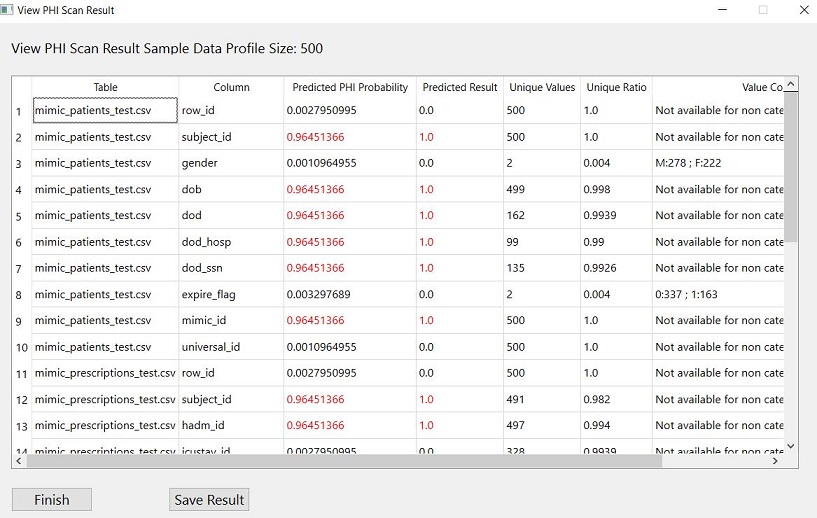 View PHI Scan Result
View PHI Scan Result Sample Data Profile Size: 500
Table Column Predicted PHI Probability Predicted Result Unique Values Unique Ratio Value Co
1 mimic_patients_test.csv row_id 0.0027950995 0.0 500 1.0 Not available for non cate
2 mimic_patients_test.csv subject_id 0.96451366 1.0 500 1.0 Not available for non cate
3 mimic_patients_test.csv gender 0.0010964955 0.0 2 0.004 M:278 ; F:222
4 mimic_patients_test.csv dob 0.96451366 1.0 499 0.998 Not available for non cate
5 mimic_patients_test.csv dod 0.96451366 1.0 162 0.9939 Not available for non cate
6 mimic_patients_test.csv dod_hosp 0.96451366 1.0 99 0.99 Not available for non cate
7 mimic_patients_test.csv dod_ssn 0.96451366 1.0 135 0.9926 Not available for non cate
8 mimic_patients_test.csv expire_flag 0.003297689 0.0 2 0.004 0:337 ; 1:163
9 mimic_patients_test.csv mimic_id 0.96451366 1.0 500 1.0 Not available for non cate
10 mimic_patients_test.csv universal_id 0.0010964955 0.0 500 1.0 Not available for non cate
11 mimic_prescriptions_test.csv row_id 0.0027950995 0.0 500 1.0 Not available for non cate
12 mimic_prescriptions_test.csv subject_id 0.96451366 1.0 491 0.982 Not available for non cate
13 mimic_prescriptions_test.csv hadm_id 0.96451366 1.0 497 0.994 Not available for non cate
14 mimic_prescriptions_test.csv icustay_id 0.0027950995 0.0 328 0.9939 Not available for non cate
Finish Save Result